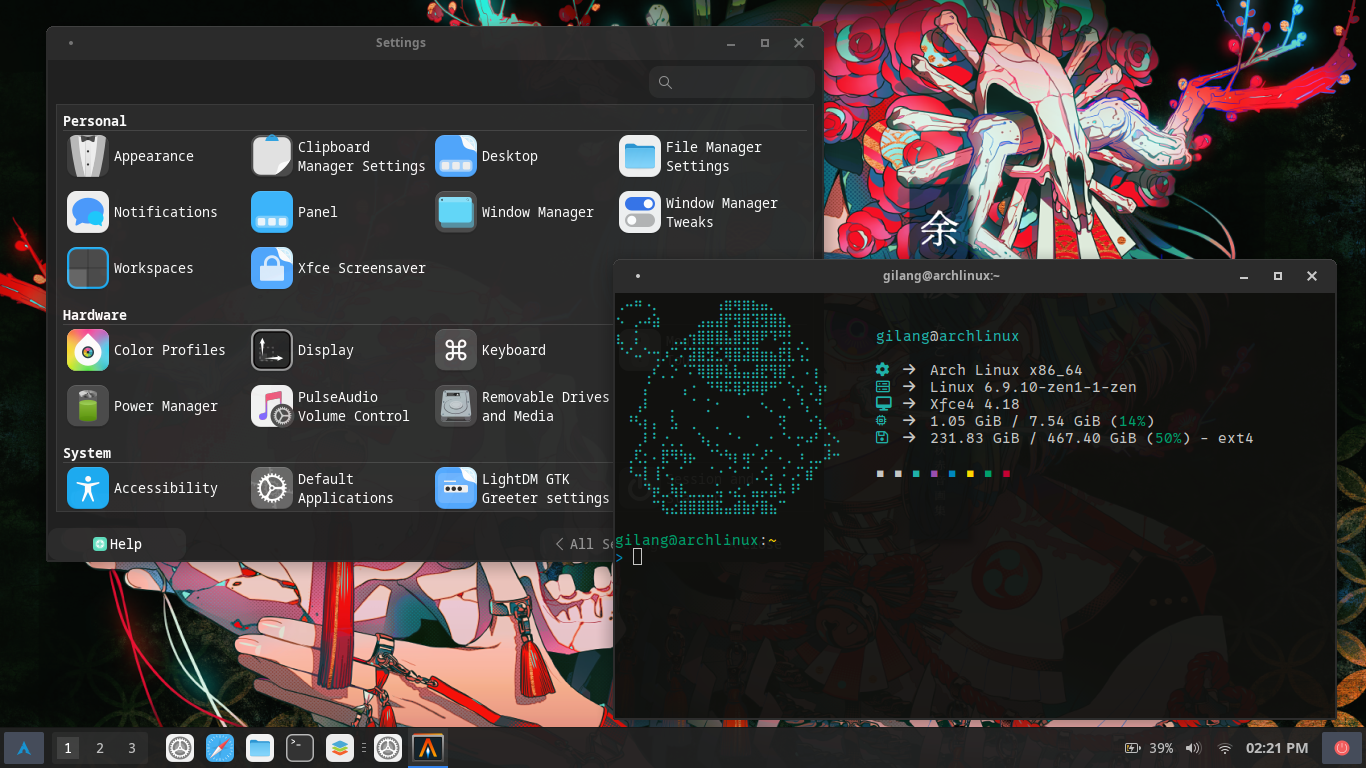 Settings
Personal
Appearance
Clipboard
Manager Settings
Desktop
File Manager
Settings
Notifications
Panel
Window Manager
Window Manager
Tweaks
Workspaces
Xfce Screensaver
Hardware
Color Profiles
Display
Keyboard
Power Manager
PulseAudio
Volume Control
Removable Drives
and Media
System
Accessibility
Default
Applications
LightDM GTK
Greeter settings
Help
All Se
余
gilang@archlinux:~
gilang@archlinux
Arch Linux x86_64
Linux 6.9.10-zen1-1-zen
Xfce4 4.18
1.05 GiB / 7.54 GiB (14%)
231.83 GiB / 467.40 GiB (50%) - ext4
gilang@archlinux:~
>
1 2 3
39%
02:21 PM